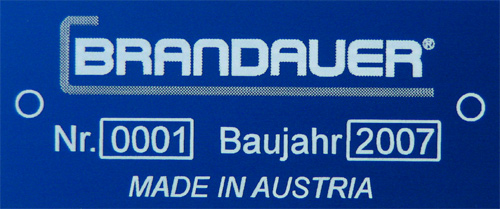 BRANDAUER®
Nr. 0001 Baujahr 2007
MADE IN AUSTRIA